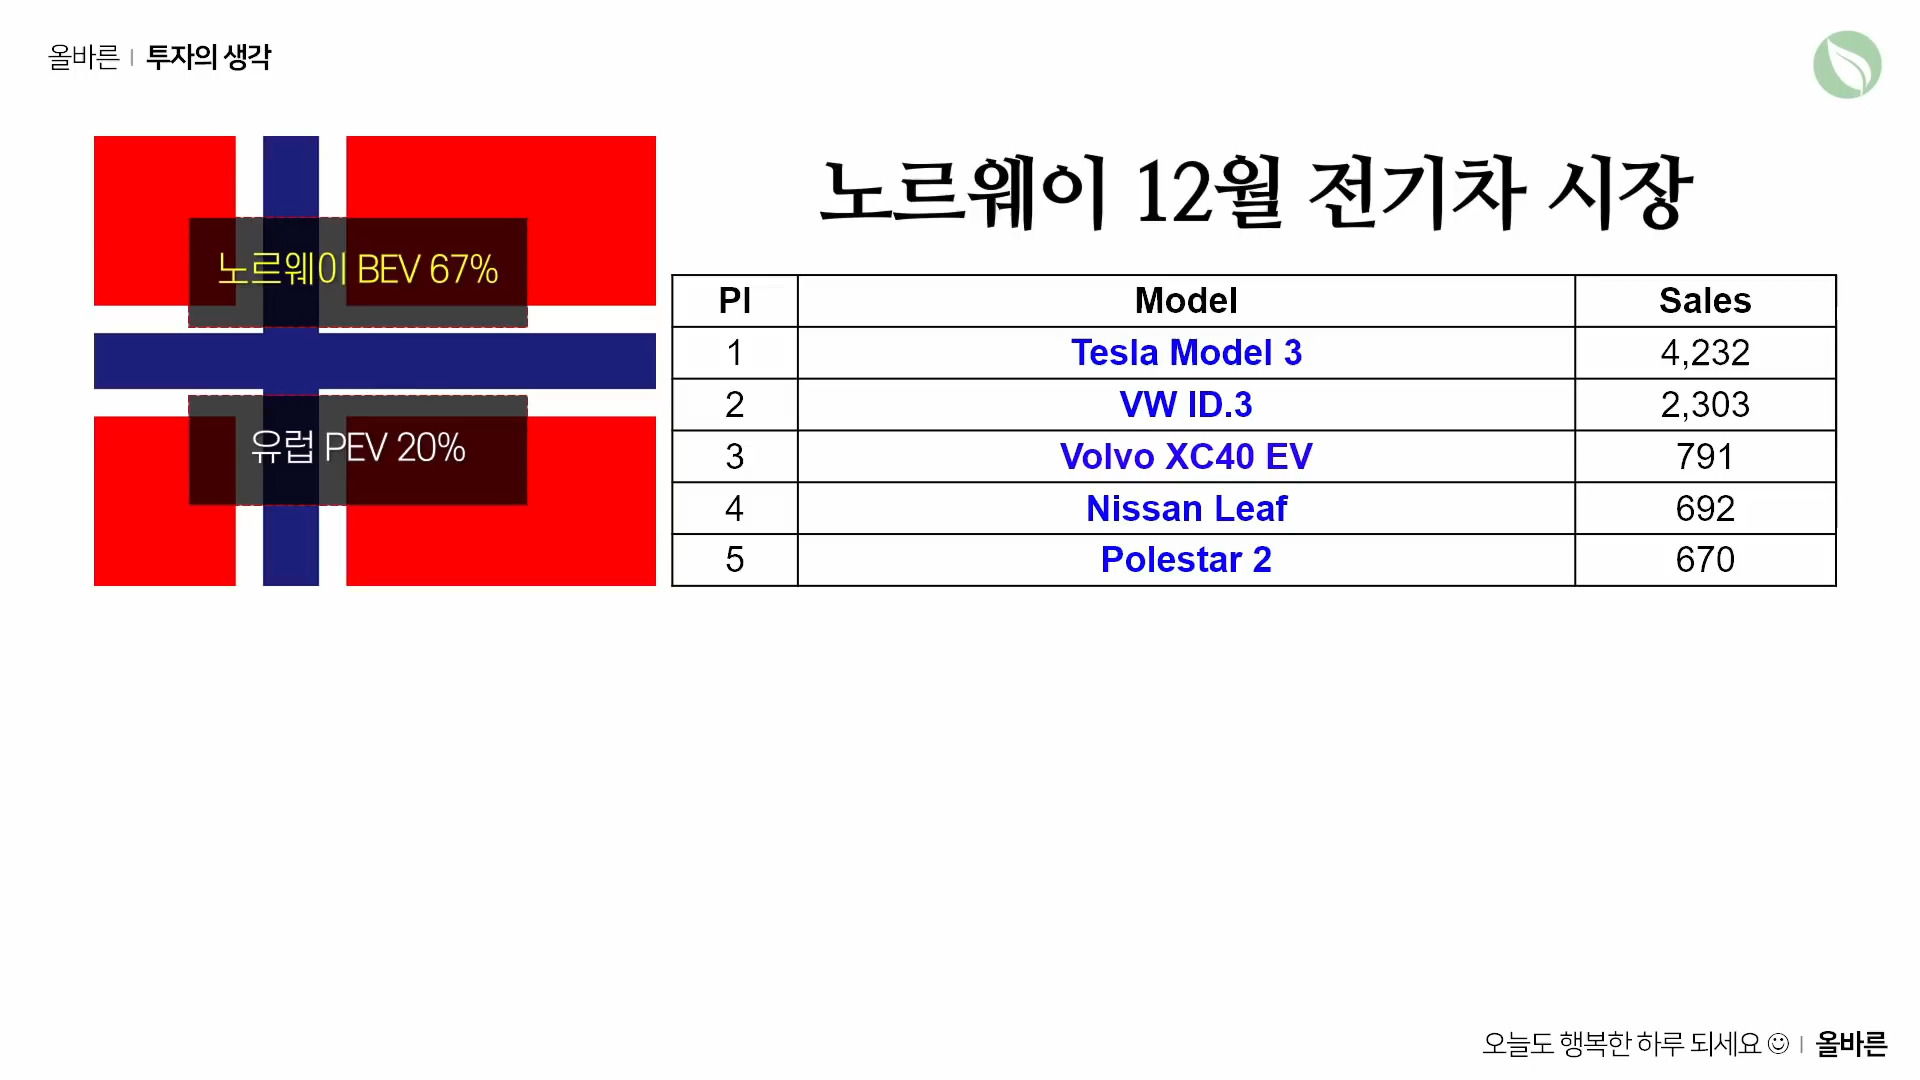 올바른 | 투자의 생각
노르웨이 BEV 67%
유럽 PEV 20%
노르웨이 12월 전기차 시장
Pl Model Sales
1 Tesla Model 3 4,232
2 VW ID.3 2,303
3 Volvo XC40 EV 791
4 Nissan Leaf 692
5 Polestar 2 670
오늘도 행복한 하루 되세요 ☺ | 올바른